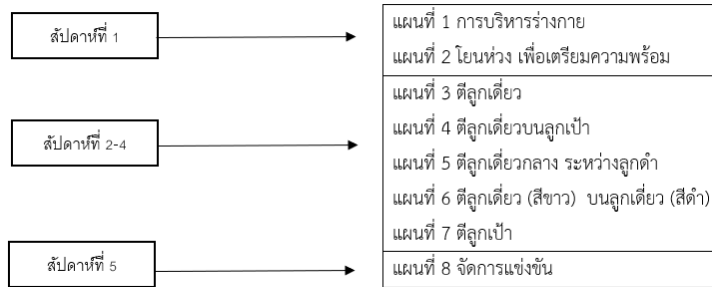 สัปดาห์ที่ 1
แผนที่ 1 การบริหารร่างกาย
แผนที่ 2 โยนห่วง เพื่อเตรียมความพร้อม
สัปดาห์ที่ 2-4
แผนที่ 3 ตีลูกเดี่ยว
แผนที่ 4 ตีลูกเดี่ยวบนลูกเป้า
แผนที่ 5 ตีลูกเดี่ยวกลาง ระหว่างลูกดำ
แผนที่ 6 ตีลูกเดี่ยว (สีขาว) บนลูกเดี่ยว (สีดำ)
แผนที่ 7 ตีลูกเป้า
สัปดาห์ที่ 5
แผนที่ 8 จัดการแข่งขัน